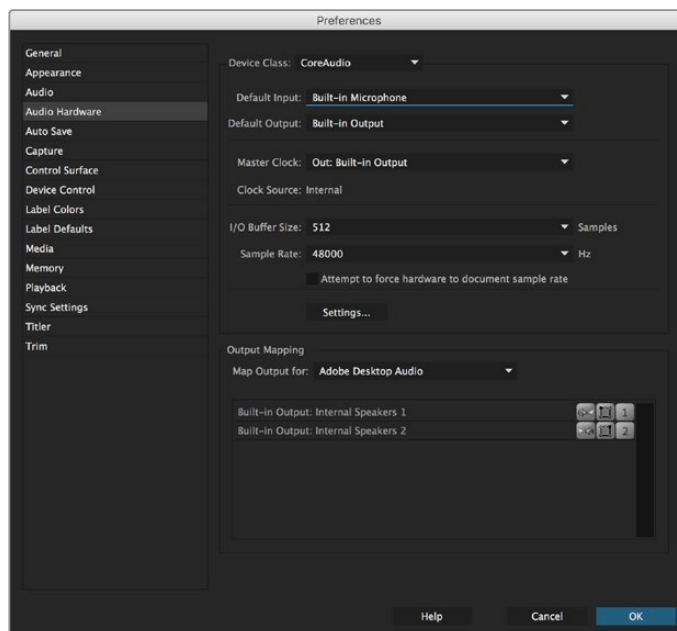 Preferences
General
Appearance
Audio
Audio Hardware
Auto Save
Capture
Control Surface
Device Control
Label Colors
Label Defaults
Media
Memory
Playback
Sync Settings
Titler
Trim
Device Class: CoreAudio
Default Input: Built-in Microphone
Default Output: Built-in Output
Master Clock: Out: Built-in Output
Clock Source: Internal
I/O Buffer Size: 512 Samples
Sample Rate: 48000 Hz
Attempt to force hardware to document sample rate
Settings...
Output Mapping
Map Output for: Adobe Desktop Audio
Built-in Output: Internal Speakers 1 1
Built-in Output: Internal Speakers 2 2
Help Cancel OK